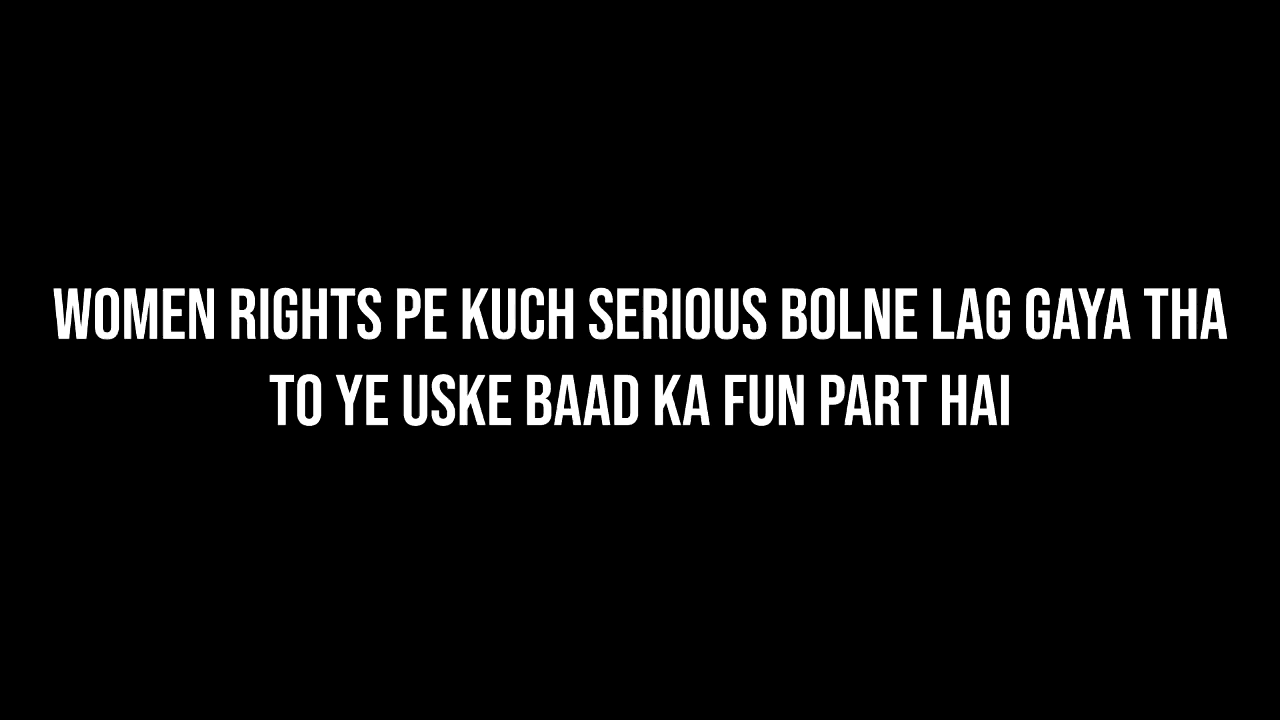 WOMEN RIGHTS PE KUCH SERIOUS BOLNE LAG GAYA THA
TO YE USKE BAAD KA FUN PART HAI